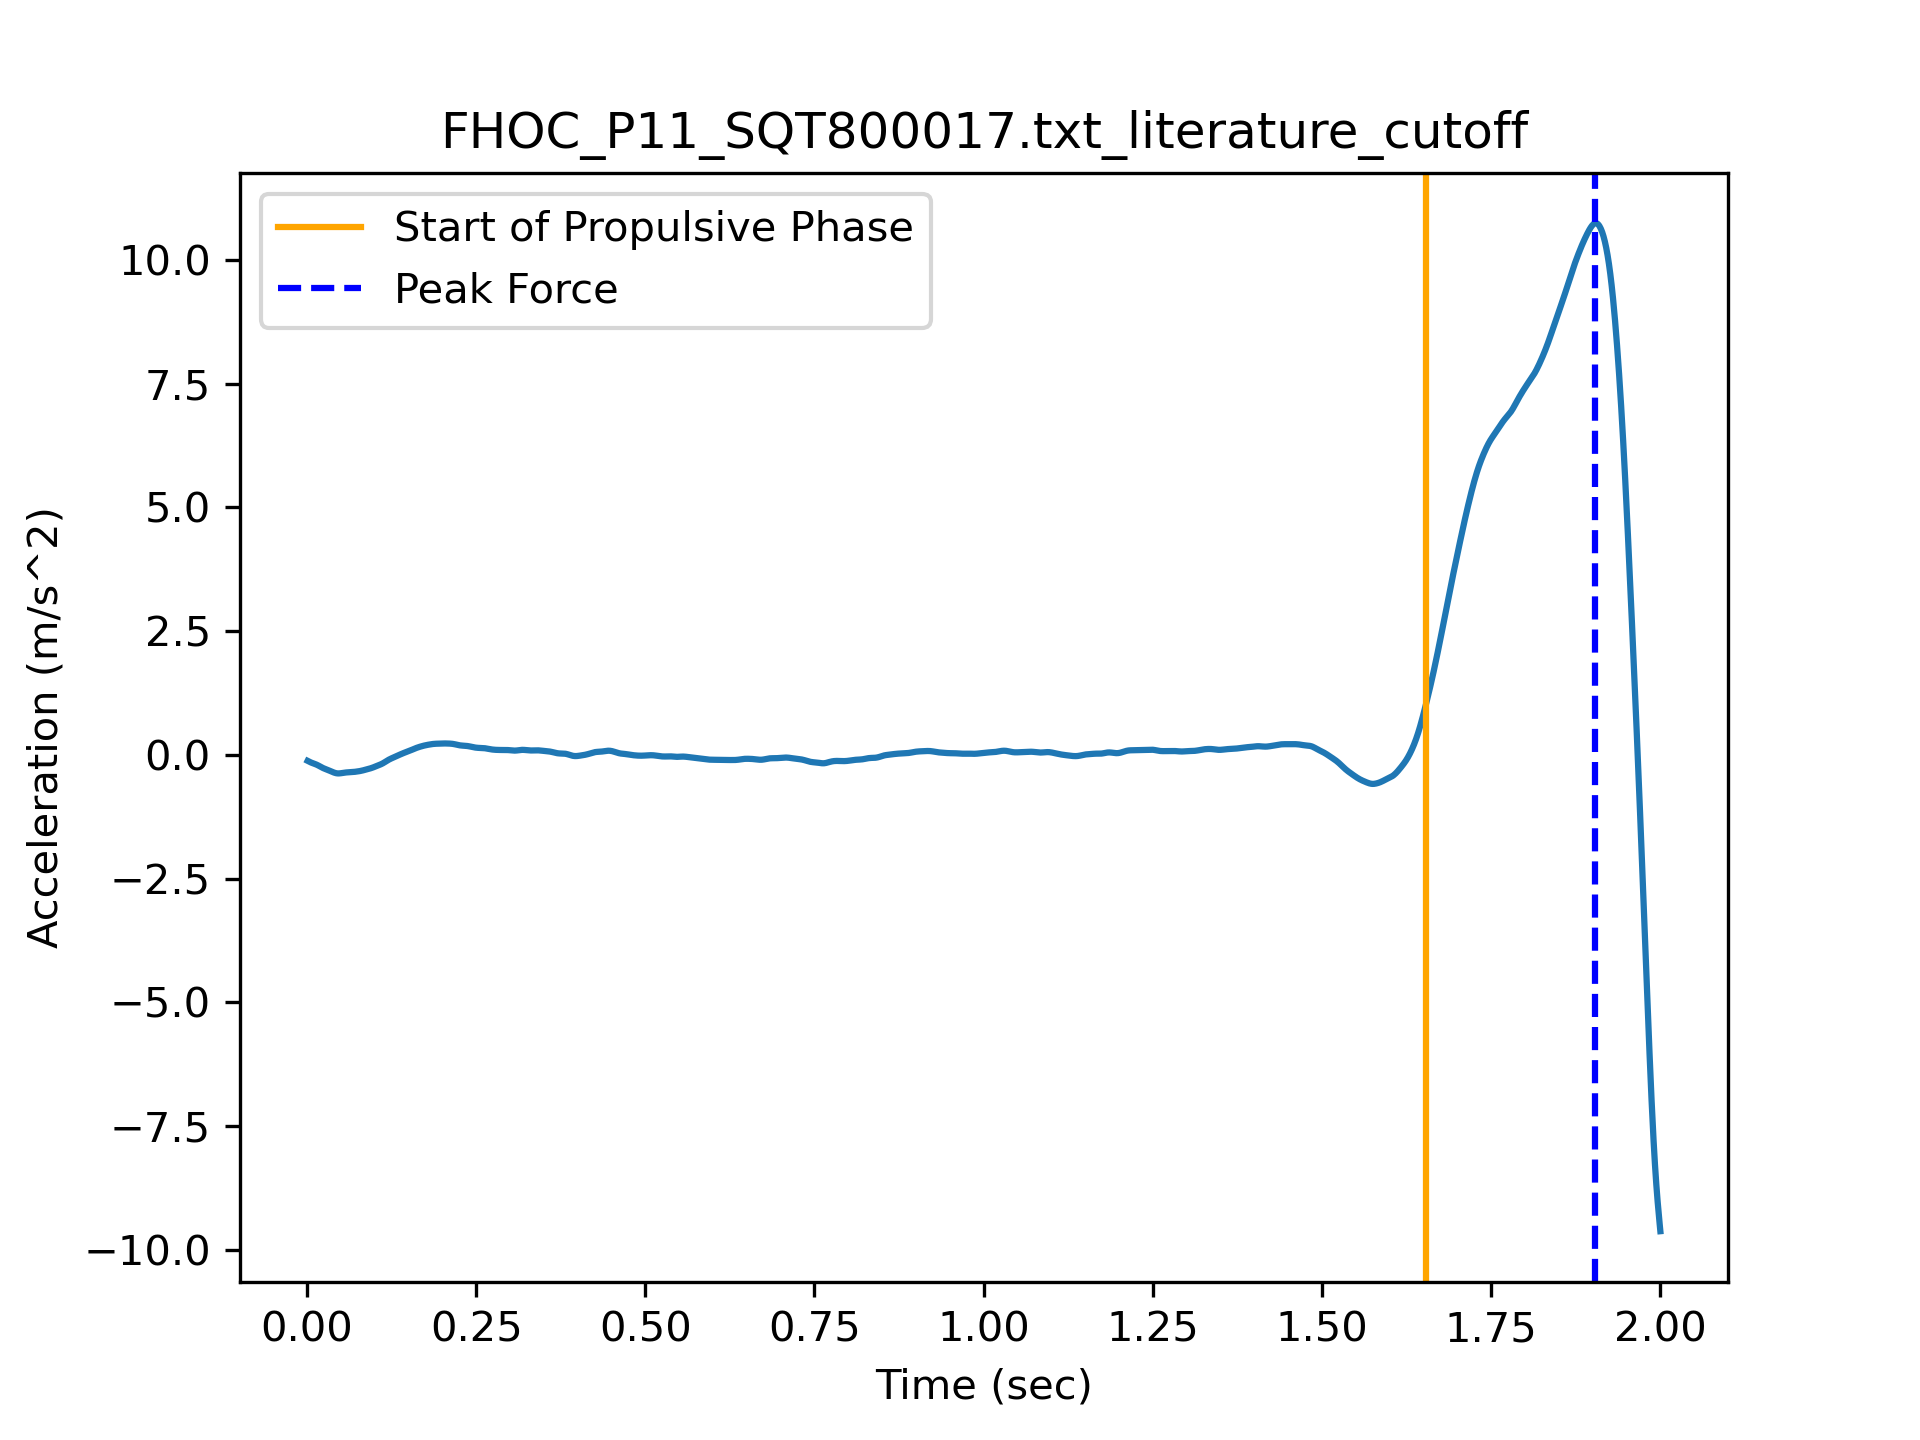 FHOC_P11_SQT800017.txt_literature_cutoff
Start of Propulsive Phase
Peak Force
10.0
7.5
5.0
2.5
0.0
−2.5
−5.0
−7.5
−10.0
Acceleration (m/s^2)
0.00 0.25 0.50 0.75 1.00 1.25 1.50 1.75 2.00
Time (sec)